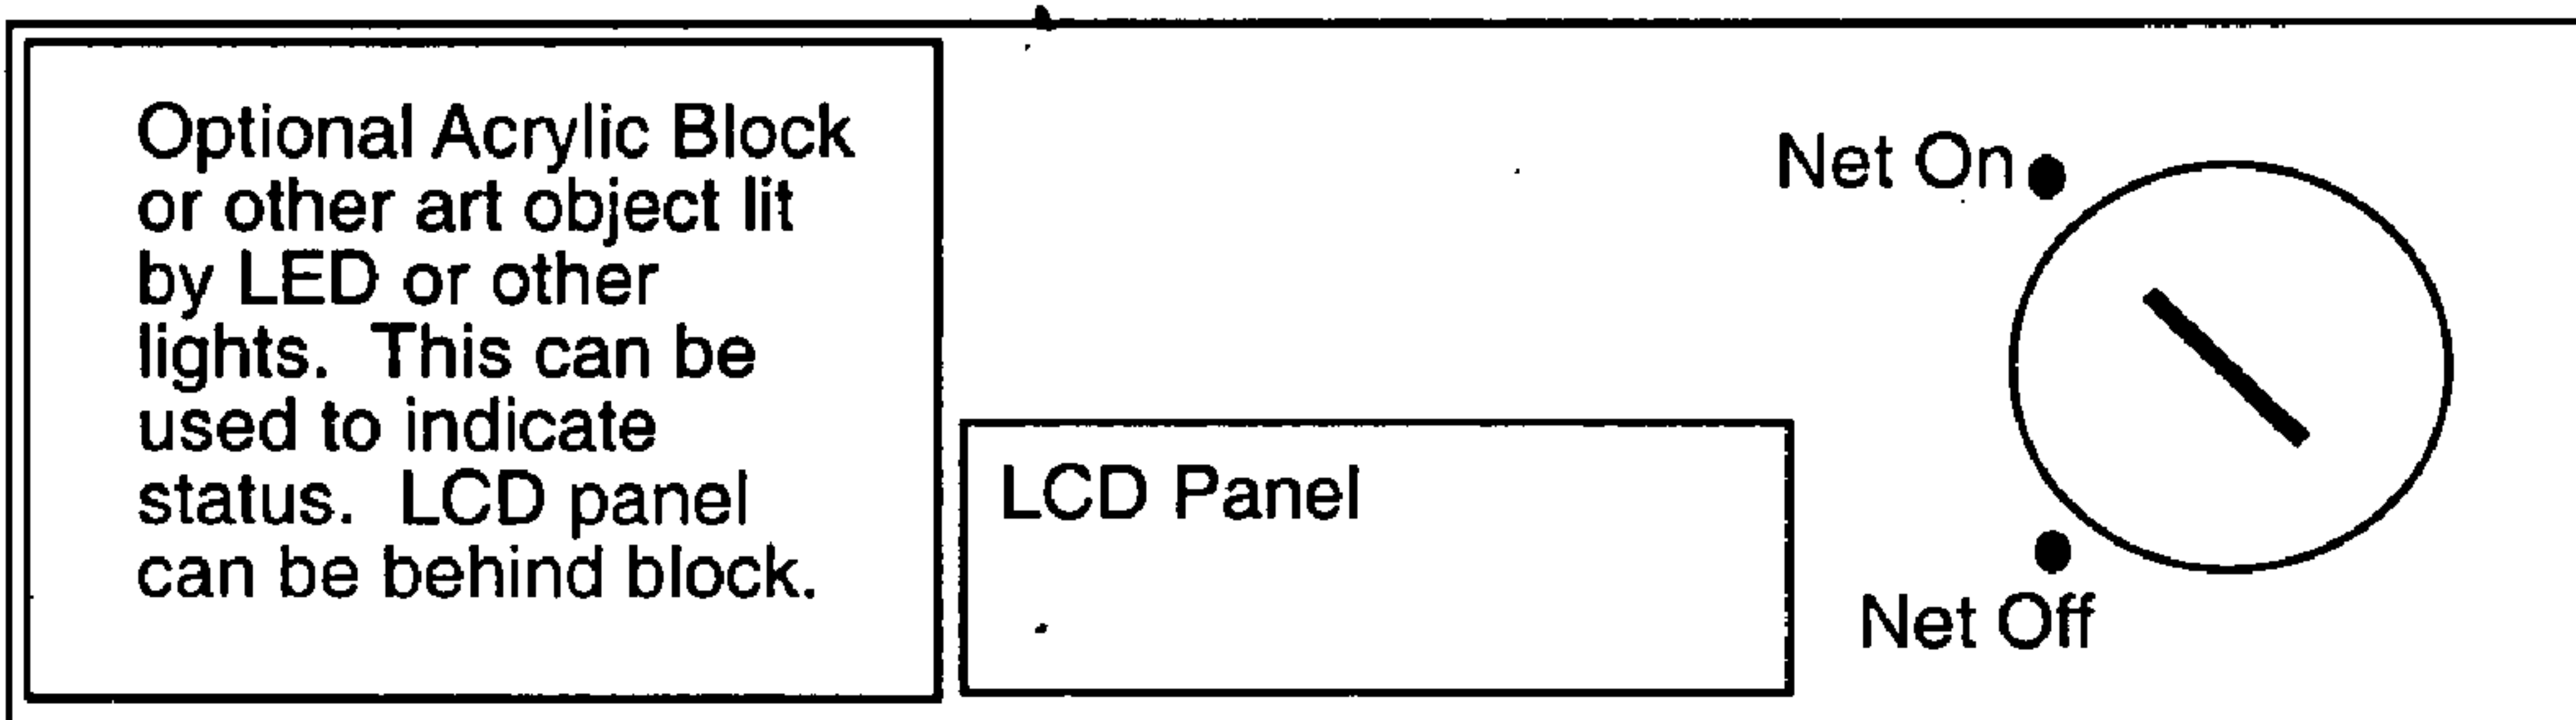 Optional Acrylic Block
or other art object lit
by LED or other
lights.  This can be
used to indicate
status.  LCD panel
can be behind block.
LCD Panel
Net On
Net Off